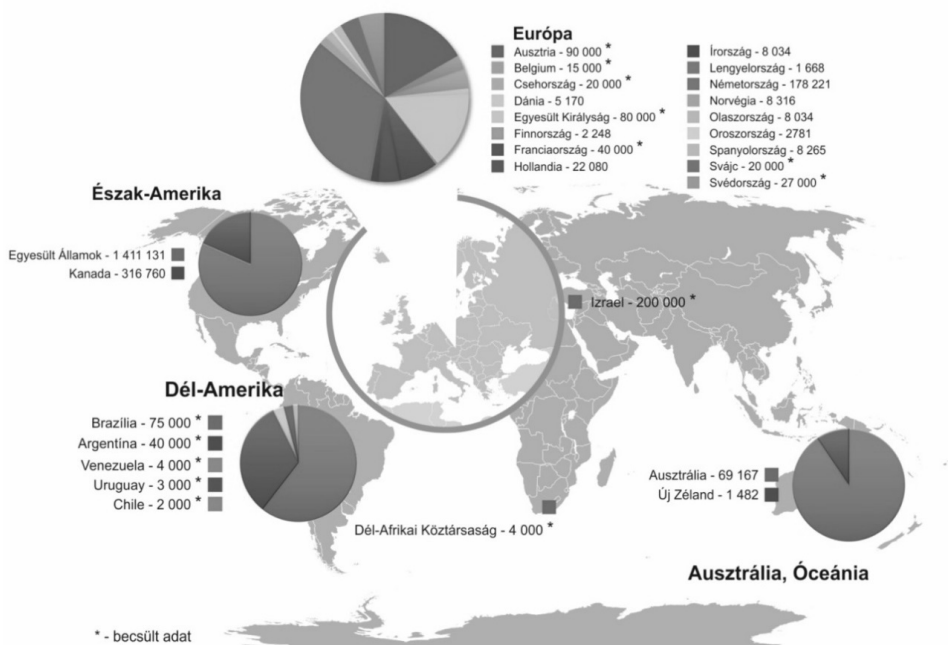 Európa
Ausztria - 90 000 *
Belgium - 15 000 *
Csehország - 20 000 *
Dánia - 5 170
Egyesült Királyság - 80 000 *
Finnország - 2 248
Franciaország - 40 000 *
Hollandia - 22 080
Írország - 8 034
Lengyelország - 1 668
Németország - 178 221
Norvégia - 8 316
Olaszország - 8 034
Oroszország - 2781
Spanyolország - 8 265
Svájc - 20 000 *
Svédország - 27 000 *
Észak-Amerika
Egyesült Államok - 1 411 131
Kanada - 316 760
Izrael - 200 000 *
Dél-Amerika
Brazília - 75 000 *
Argentína - 40 000 *
Venezuela - 4 000 *
Uruguay - 3 000 *
Chile - 2 000 *
Dél-Afrikai Köztársaság - 4 000 *
Ausztrália - 69 167
Új Zéland - 1 482
Ausztrália, Óceánia
* - becsült adat